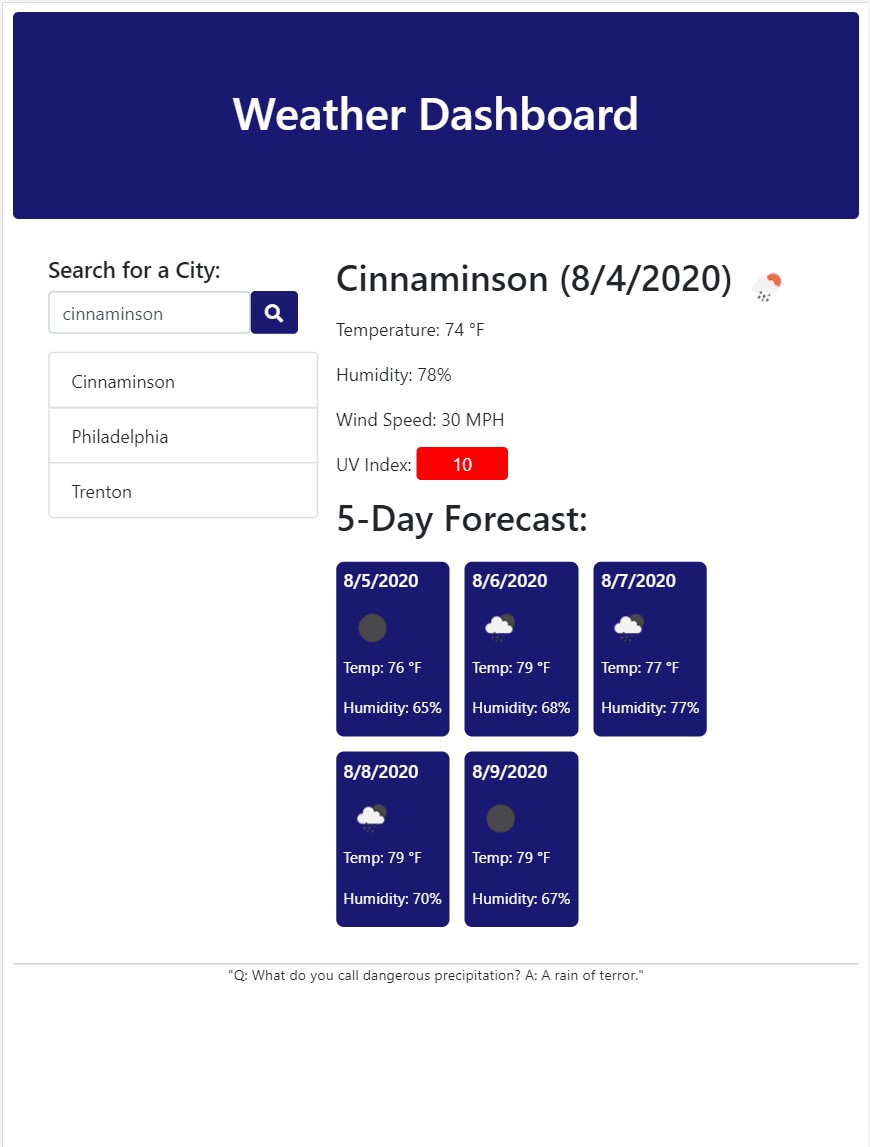 Weather Dashboard
Search for a City:
cinnaminson
Cinnaminson
Philadelphia
Trenton
Cinnaminson (8/4/2020)
Temperature: 74 °F
Humidity: 78%
Wind Speed: 30 MPH
UV Index: 10
5-Day Forecast:
8/5/2020
Temp: 76 °F
Humidity: 65%
8/6/2020
Temp: 79 °F
Humidity: 68%
8/7/2020
Temp: 77 °F
Humidity: 77%
8/8/2020
Temp: 79 °F
Humidity: 70%
8/9/2020
Temp: 79 °F
Humidity: 67%
"Q: What do you call dangerous precipitation? A: A rain of terror."